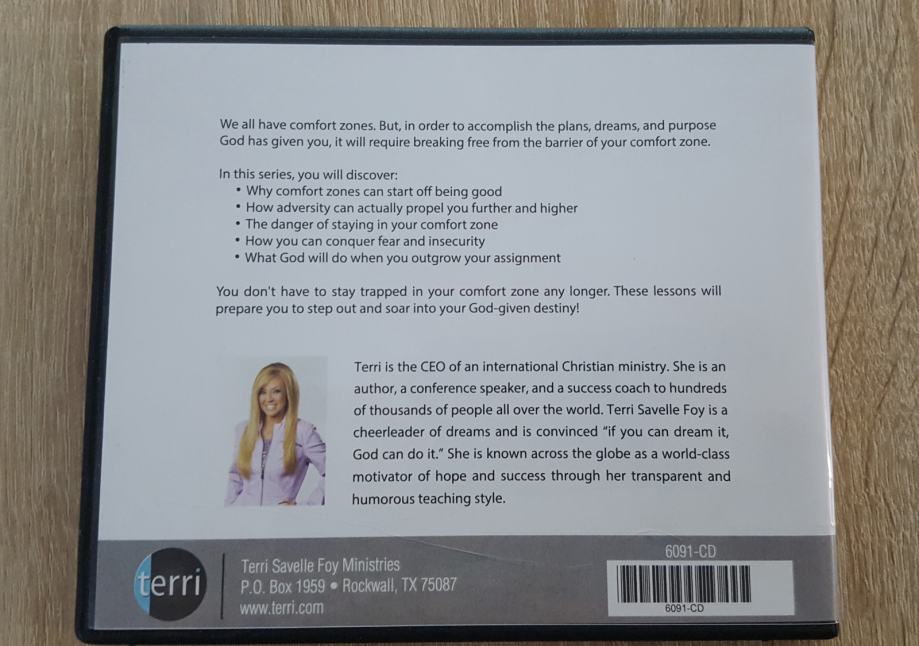 We all have comfort zones. But, in order to accomplish the plans, dreams, and purpose
God has given you, it will require breaking free from the barrier of your comfort zone.
In this series, you will discover:
• Why comfort zones can start off being good
• How adversity can actually propel you further and higher
• The danger of staying in your comfort zone
• How you can conquer fear and insecurity
• What God will do when you outgrow your assignment
You don't have to stay trapped in your comfort zone any longer. These lessons will
prepare you to step out and soar into your God-given destiny!
Terri is the CEO of an international Christian ministry. She is an
author, a conference speaker, and a success coach to hundreds
of thousands of people all over the world. Terri Savelle Foy is a
cheerleader of dreams and is convinced “if you can dream it,
God can do it.” She is known across the globe as a world-class
motivator of hope and success through her transparent and
humorous teaching style.
terri
Terri Savelle Foy Ministries
P.O. Box 1959 • Rockwall, TX 75087
www.terri.com
6091-CD
6091-CD